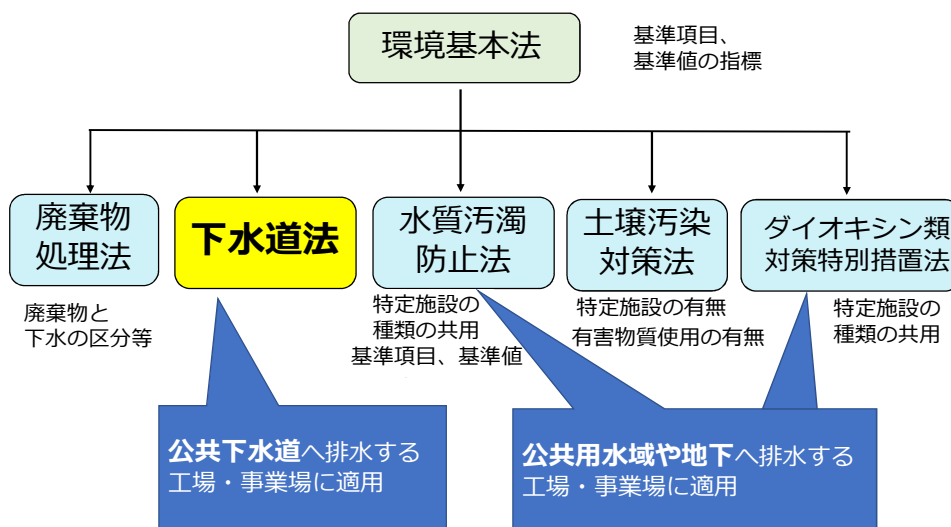 環境基本法
基準項目、
基準値の指標
廃棄物
処理法
下水道法
水質汚濁
防止法
土壌汚染
対策法
ダイオキシン類
対策特別措置法
廃棄物と
下水の区分等
特定施設の
種類の共用
基準項目、基準値
特定施設の有無
有害物質使用の有無
特定施設の
種類の共用
公共下水道へ排水する
工場・事業場に適用
公共用水域や地下へ排水する
工場・事業場に適用